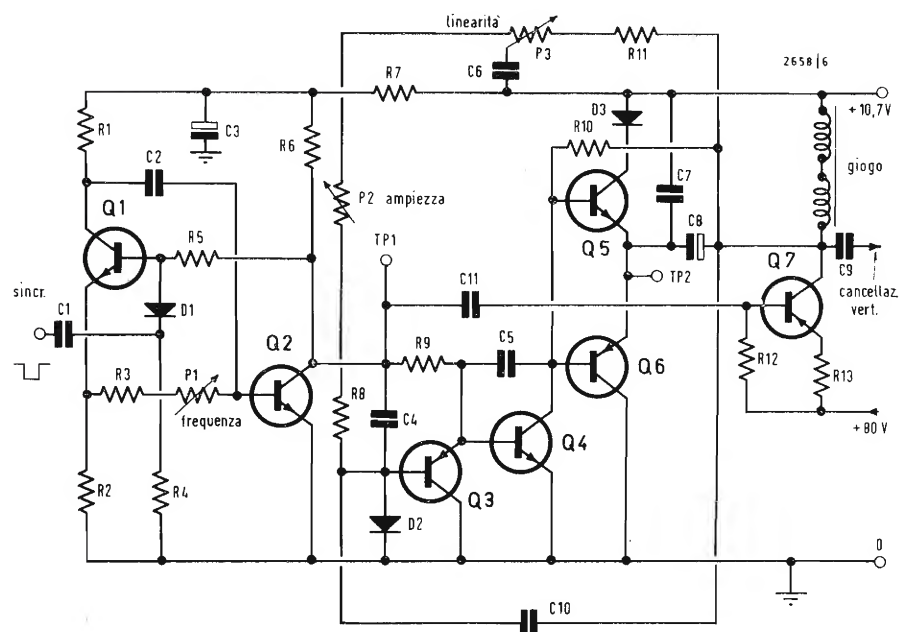 linearità
P3
R11
2658/6
R7
C6
+10,7V
R1
C3
R6
D3
R10
C2
P2 ampiezza
C7
giogo
Q1
Q5
C8
R5
TP1
TP2
Q7
C9
sincr.
C1
D1
C11
cancellaz.
vert.
Q2
R9
C5
Q6
R3
P1
R12
R13
frequenza
R8
C4
+80 V
Q4
Q3
R2
R4
D2
0
C10